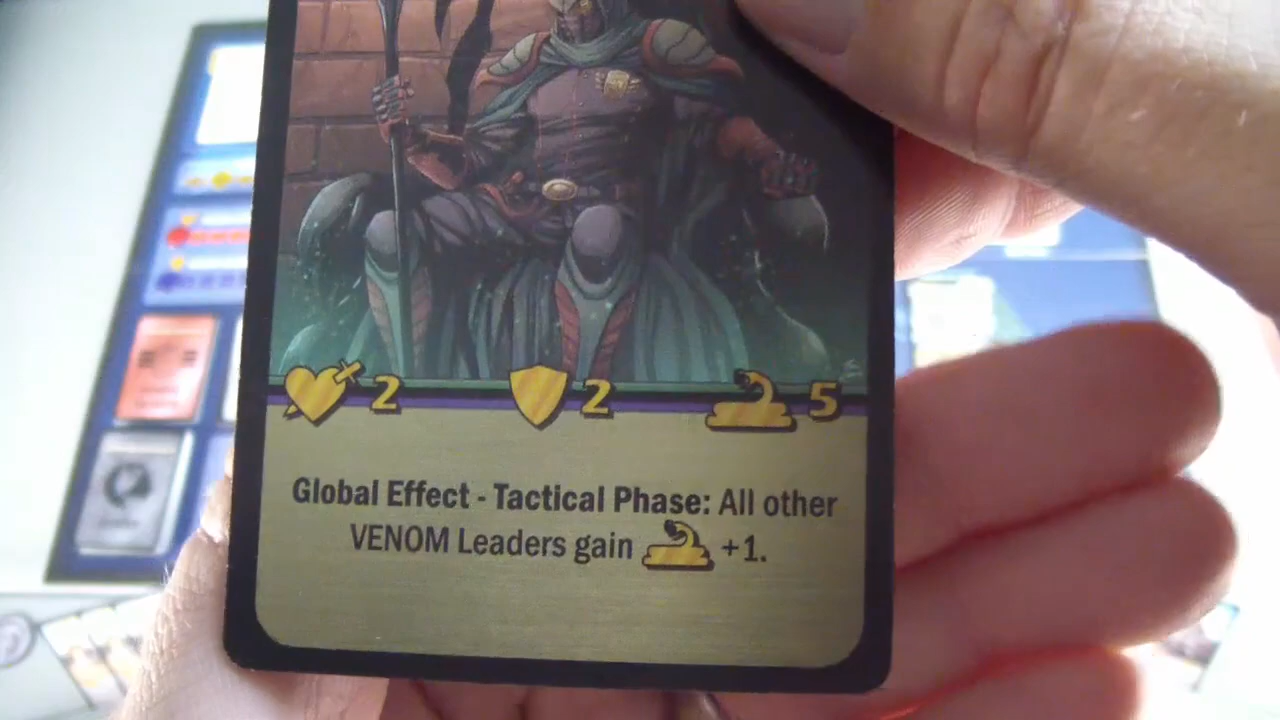 2 2 5
Global Effect - Tactical Phase: All other
VENOM Leaders gain +1.